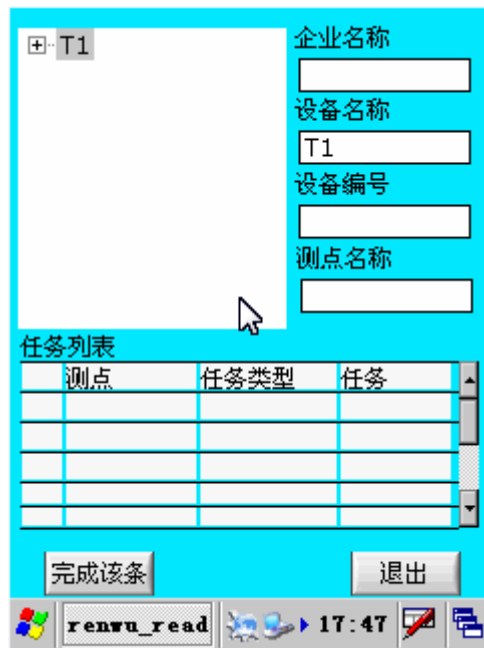 T1
企业名称
设备名称
T1
设备编号
测点名称
任务列表
测点 任务类型 任务
完成该条 退出
renwu_read 17:47